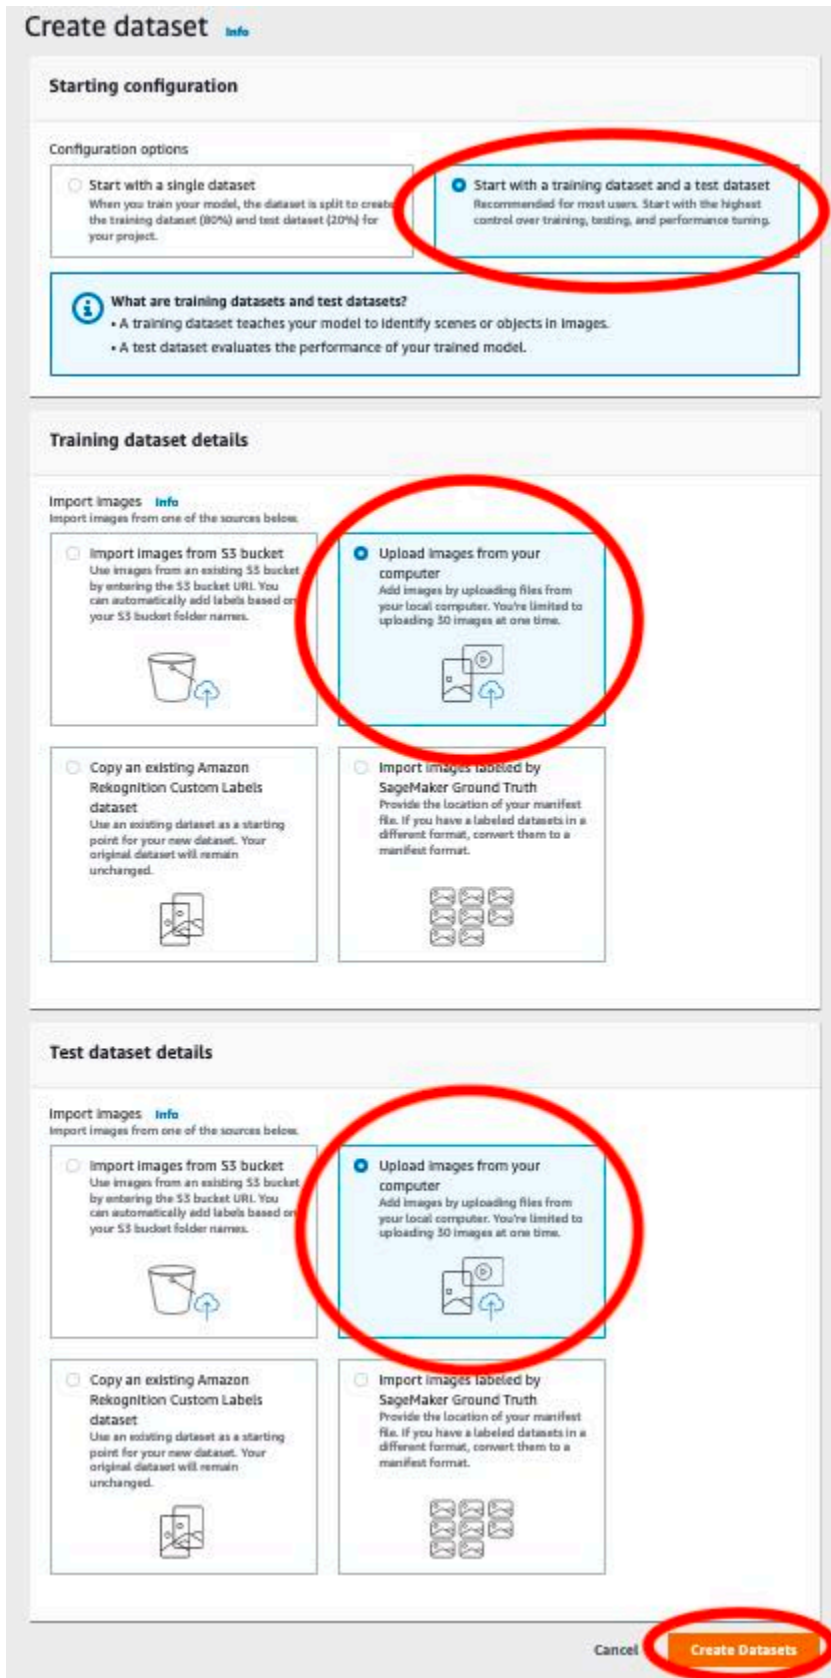 Create dataset Info
Starting configuration
Configuration options
Start with a single dataset
When you train your model, the dataset is split to create
the training dataset (80%) and test dataset (20%) for
your project.
Start with a training dataset and a test dataset
Recommended for most users. Start with the highest
control over training, testing, and performance tuning.
What are training datasets and test datasets?
• A training dataset teaches your model to identify scenes or objects in images.
• A test dataset evaluates the performance of your trained model.
Training dataset details
Import images Info
Import images from one of the sources below.
Import images from S3 bucket
Use images from an existing S3 bucket
by entering the S3 bucket URI. You
can automatically add labels based on
your S3 bucket folder names.
Upload images from your
computer
Add images by uploading files from
your local computer. You're limited to
uploading 30 images at one time.
Copy an existing Amazon
Rekognition Custom Labels
dataset
Use an existing dataset as a starting
point for your new dataset. Your
original dataset will remain
unchanged.
Import images labeled by
SageMaker Ground Truth
Provide the location of your manifest
file. If you have a labeled datasets in a
different format, convert them to a
manifest format.
Test dataset details
Import images Info
Import images from one of the sources below.
Import images from S3 bucket
Use images from an existing S3 bucket
by entering the S3 bucket URI. You
can automatically add labels based on
your S3 bucket folder names.
Upload images from your
computer
Add images by uploading files from
your local computer. You're limited to
uploading 30 images at one time.
Copy an existing Amazon
Rekognition Custom Labels
dataset
Use an existing dataset as a starting
point for your new dataset. Your
original dataset will remain
unchanged.
Import images labeled by
SageMaker Ground Truth
Provide the location of your manifest
file. If you have a labeled datasets in a
different format, convert them to a
manifest format.
Cancel Create Datasets